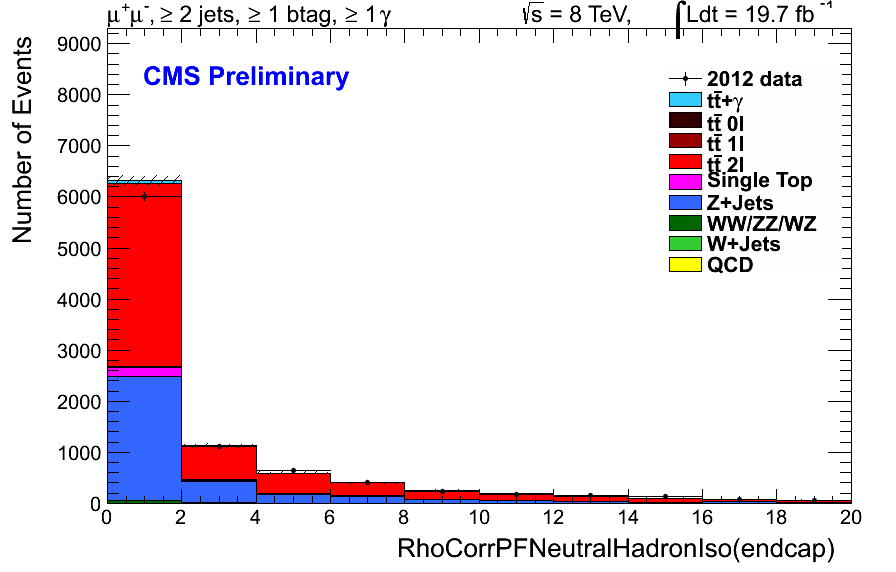 μ⁺μ⁻, ≥ 2 jets, ≥ 1 btag, ≥ 1 γ
√s = 8 TeV, ∫Ldt = 19.7 fb⁻¹
CMS Preliminary
2012 data
tt̄+γ
tt̄ 0l
tt̄ 1l
tt̄ 2l
Single Top
Z+Jets
WW/ZZ/WZ
W+Jets
QCD
Number of Events
9000
8000
7000
6000
5000
4000
3000
2000
1000
0
0 2 4 6 8 10 12 14 16 18 20
RhoCorrPFNeutralHadronIso(endcap)